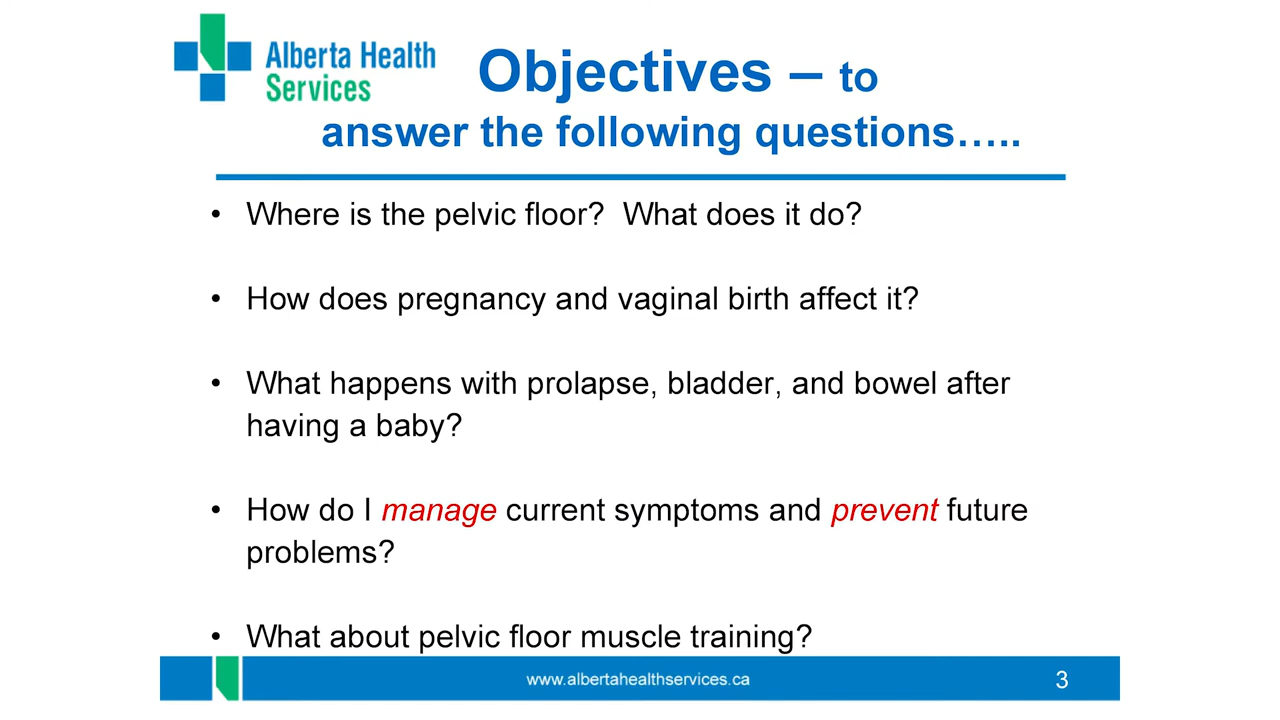 Alberta Health
Services
Objectives – to
answer the following questions…..
• Where is the pelvic floor?  What does it do?
• How does pregnancy and vaginal birth affect it?
• What happens with prolapse, bladder, and bowel after
having a baby?
• How do I manage current symptoms and prevent future
problems?
• What about pelvic floor muscle training?
www.albertahealthservices.ca
3